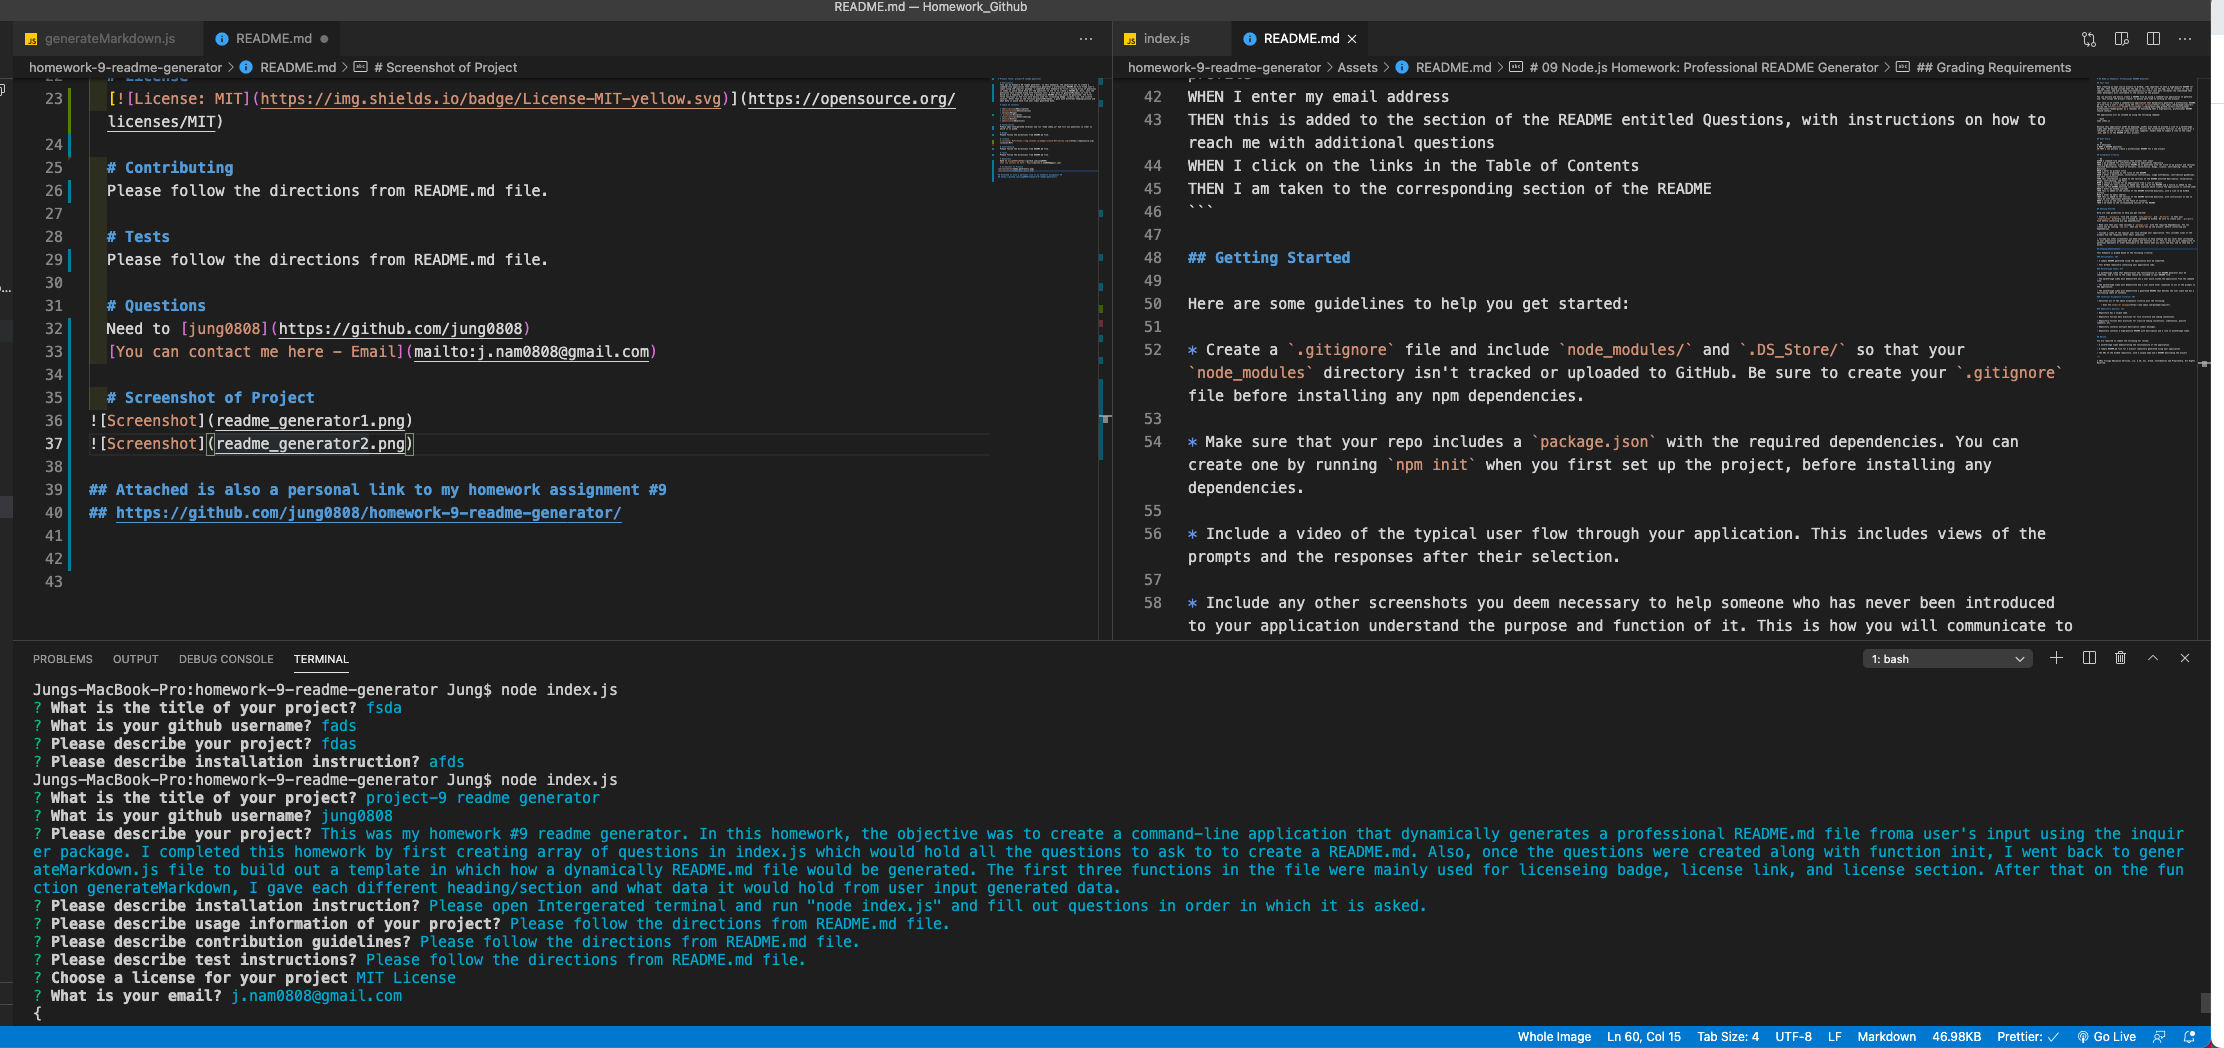 README.md — Homework_Github
generateMarkdown.js
README.md
index.js
README.md
homework-9-readme-generator > README.md > # Screenshot of Project
homework-9-readme-generator > Assets > README.md > # 09 Node.js Homework: Professional README Generator > ## Grading Requirements
22 # License
23 [![License: MIT](https://img.shields.io/badge/License-MIT-yellow.svg)](https://opensource.org/
licenses/MIT)
24
25 # Contributing
26 Please follow the directions from README.md file.
27
28 # Tests
29 Please follow the directions from README.md file.
30
31 # Questions
32 Need to [jung0808](https://github.com/jung0808)
33 [You can contact me here - Email](mailto:j.nam0808@gmail.com)
34
35 # Screenshot of Project
36 ![Screenshot](readme_generator1.png)
37 ![Screenshot](readme_generator2.png)
38
39 ## Attached is also a personal link to my homework assignment #9
40 ## https://github.com/jung0808/homework-9-readme-generator/
41
42
43
42 WHEN I enter my email address
43 THEN this is added to the section of the README entitled Questions, with instructions on how to
reach me with additional questions
44 WHEN I click on the links in the Table of Contents
45 THEN I am taken to the corresponding section of the README
46 ```
47
48 ## Getting Started
49
50 Here are some guidelines to help you get started:
51
52 * Create a `.gitignore` file and include `node_modules/` and `.DS_Store/` so that your
`node_modules` directory isn't tracked or uploaded to GitHub. Be sure to create your `.gitignore`
file before installing any npm dependencies.
53
54 * Make sure that your repo includes a `package.json` with the required dependencies. You can
create one by running `npm init` when you first set up the project, before installing any
dependencies.
55
56 * Include a video of the typical user flow through your application. This includes views of the
prompts and the responses after their selection.
57
58 * Include any other screenshots you deem necessary to help someone who has never been introduced
to your application understand the purpose and function of it. This is how you will communicate to
PROBLEMS OUTPUT DEBUG CONSOLE TERMINAL
1: bash
Jungs-MacBook-Pro:homework-9-readme-generator Jung$ node index.js
? What is the title of your project? fsda
? What is your github username? fads
? Please describe your project? fdas
? Please describe installation instruction? afds
Jungs-MacBook-Pro:homework-9-readme-generator Jung$ node index.js
? What is the title of your project? project-9 readme generator
? What is your github username? jung0808
? Please describe your project? This was my homework #9 readme generator. In this homework, the objective was to create a command-line application that dynamically generates a professional README.md file froma user's input using the inquir
er package. I completed this homework by first creating array of questions in index.js which would hold all the questions to ask to to create a README.md. Also, once the questions were created along with function init, I went back to gener
ateMarkdown.js file to build out a template in which how a dynamically README.md file would be generated. The first three functions in the file were mainly used for licenseing badge, license link, and license section. After that on the fun
ction generateMarkdown, I gave each different heading/section and what data it would hold from user input generated data.
? Please describe installation instruction? Please open Intergerated terminal and run "node index.js" and fill out questions in order in which it is asked.
? Please describe usage information of your project? Please follow the directions from README.md file.
? Please describe contribution guidelines? Please follow the directions from README.md file.
? Please describe test instructions? Please follow the directions from README.md file.
? Choose a license for your project MIT License
? What is your email? j.nam0808@gmail.com
{
Whole Image Ln 60, Col 15 Tab Size: 4 UTF-8 LF Markdown 46.98KB Prettier: ✓ Go Live